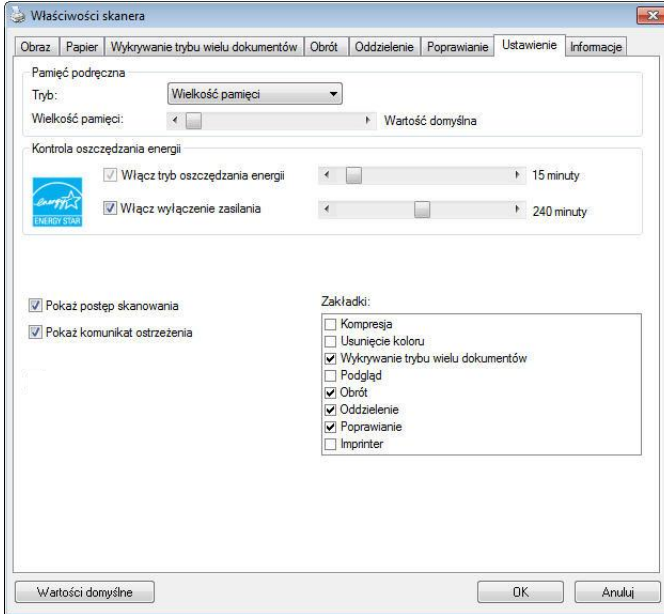 Właściwości skanera
Obraz Papier Wykrywanie trybu wielu dokumentów Obrót Oddzielenie Poprawianie Ustawienie Informacje
Pamięć podręczna
Tryb: Wielkość pamięci
Wielkość pamięci: Wartość domyślna
Kontrola oszczędzania energii
Włącz tryb oszczędzania energii 15 minuty
energy
ENERGY STAR
Włącz wyłączenie zasilania 240 minuty
Pokaż postęp skanowania
Pokaż komunikat ostrzeżenia
Zakładki:
Kompresja
Usunięcie koloru
Wykrywanie trybu wielu dokumentów
Podgląd
Obrót
Oddzielenie
Poprawianie
Imprinter
Wartości domyślne OK Anuluj